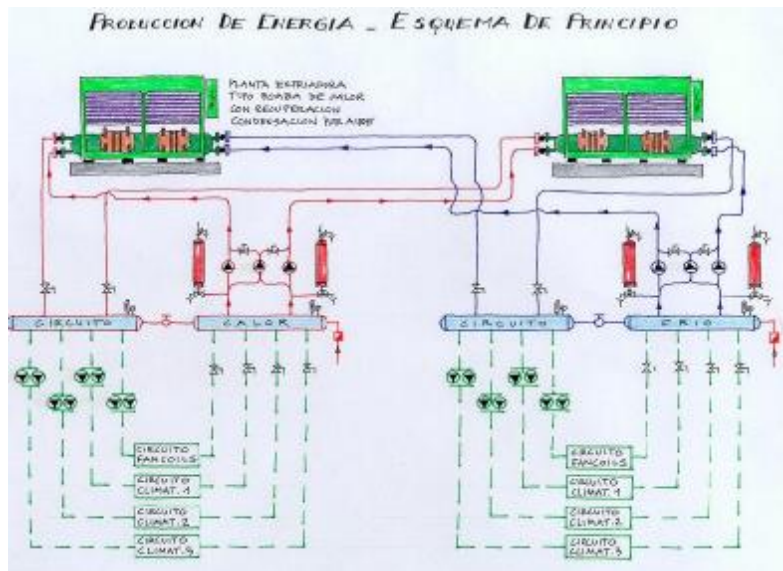 PRODUCCION DE ENERGIA _ ESQUEMA DE PRINCIPIO
PLANTA ENFRIADORA
TIPO BOMBA DE CALOR
CON RECUPERACION
CONDENSACION POR AIRE
CIRCUITO
CALOR
CIRCUITO
FRIO
CIRCUITO
FANCOILS
CIRCUITO
CLIMAT. 1
CIRCUITO
CLIMAT. 2
CIRCUITO
CLIMAT. 3
CIRCUITO
FANCOILS
CIRCUITO
CLIMAT. 1
CIRCUITO
CLIMAT. 2
CIRCUITO
CLIMAT. 3